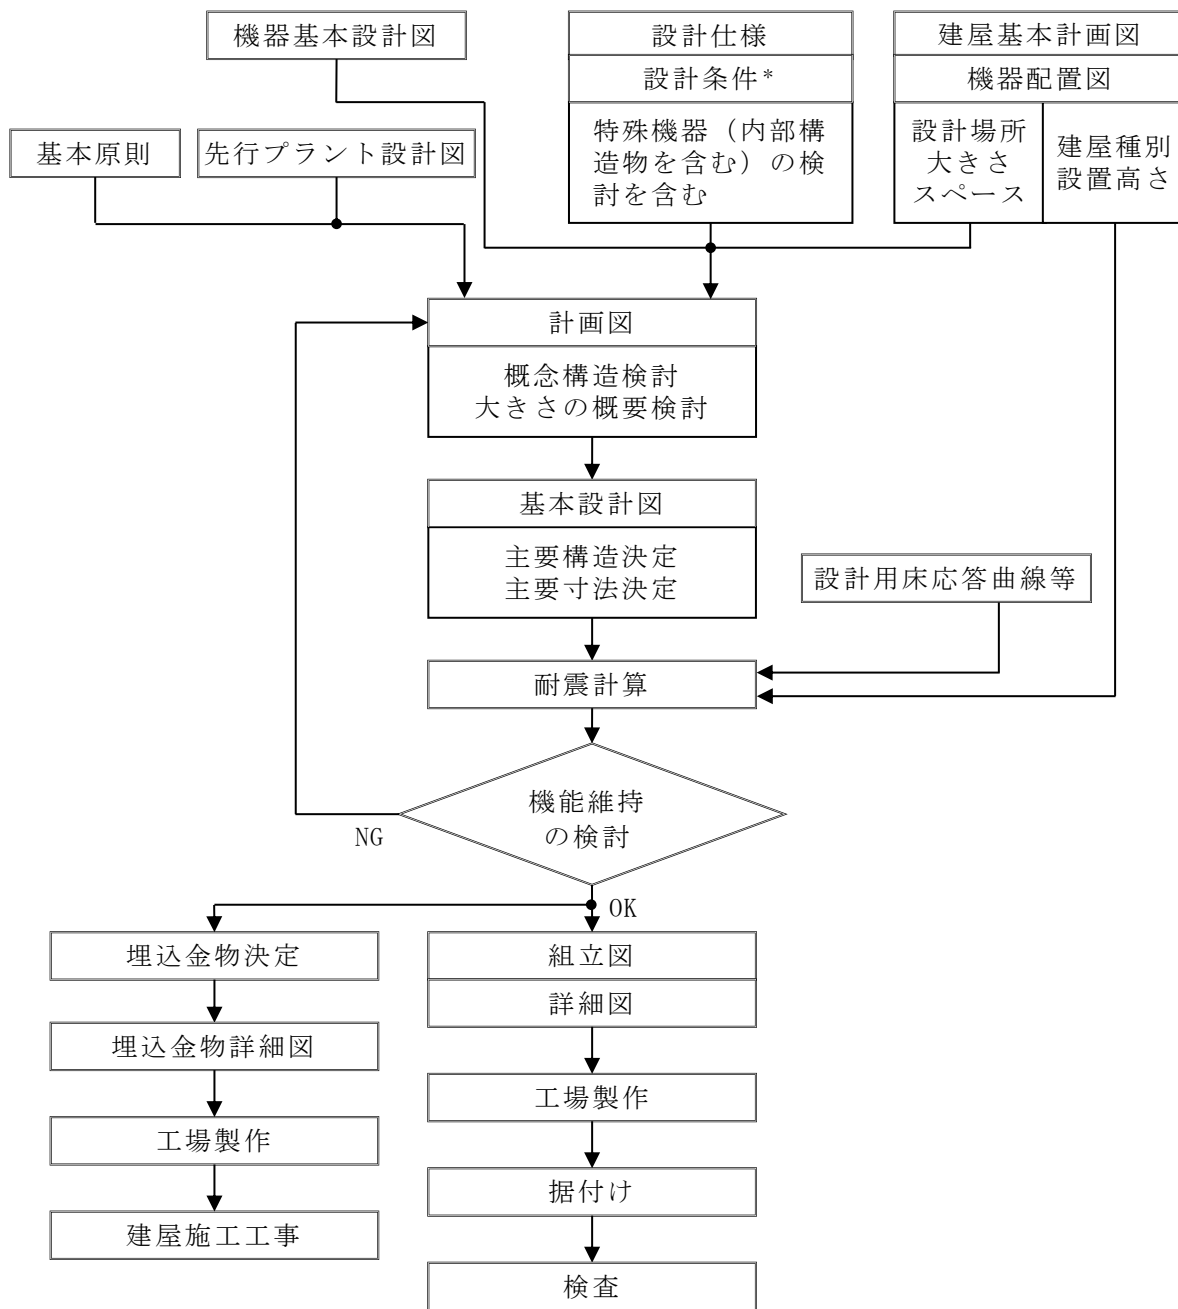 機器基本設計図
設計仕様
建屋基本計画図
設計条件*
機器配置図
基本原則
先行プラント設計図
特殊機器（内部構
造物を含む）の検
討を含む
設計場所
大きさ
スペース
建屋種別
設置高さ
計画図
概念構造検討
大きさの概要検討
基本設計図
主要構造決定
主要寸法決定
設計用床応答曲線等
耐震計算
機能維持
の検討
NG
OK
埋込金物決定
組立図
詳細図
埋込金物詳細図
工場製作
工場製作
据付け
建屋施工工事
検査